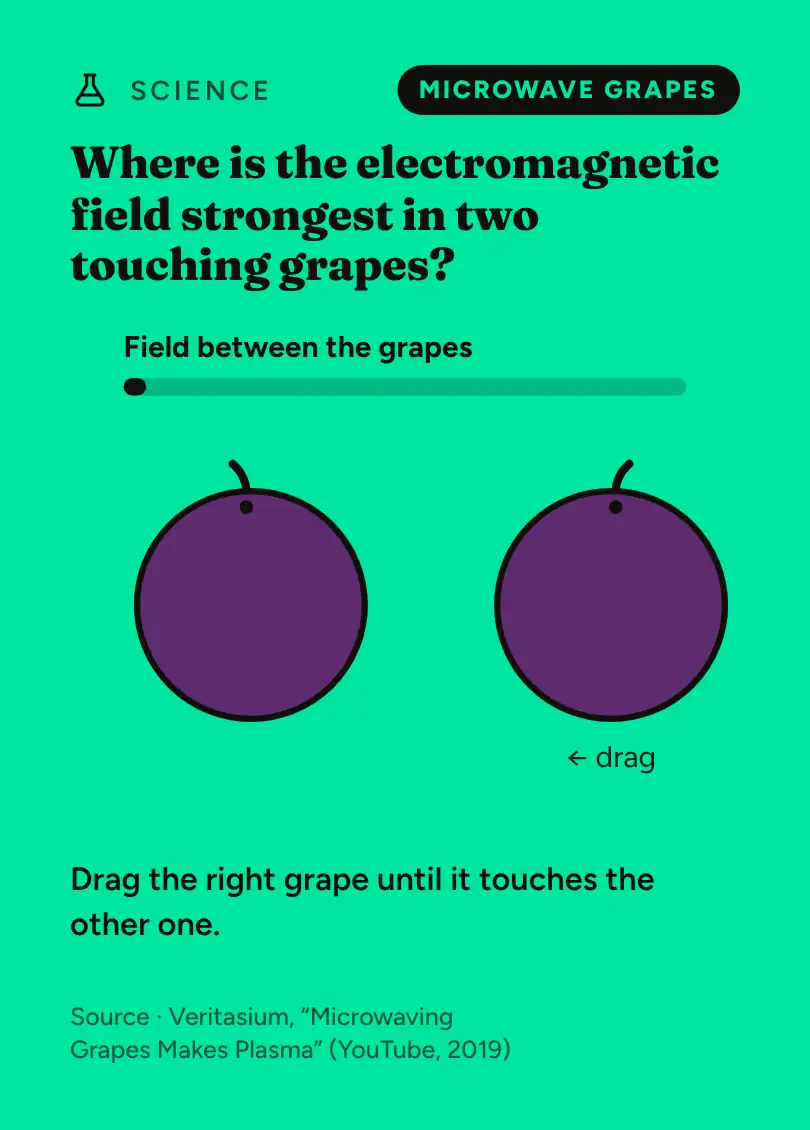 SCIENCE
MICROWAVE GRAPES
Where is the electromagnetic
field strongest in two
touching grapes?
Field between the grapes
← drag
Drag the right grape until it touches the
other one.
Source · Veritasium, “Microwaving
Grapes Makes Plasma” (YouTube, 2019)